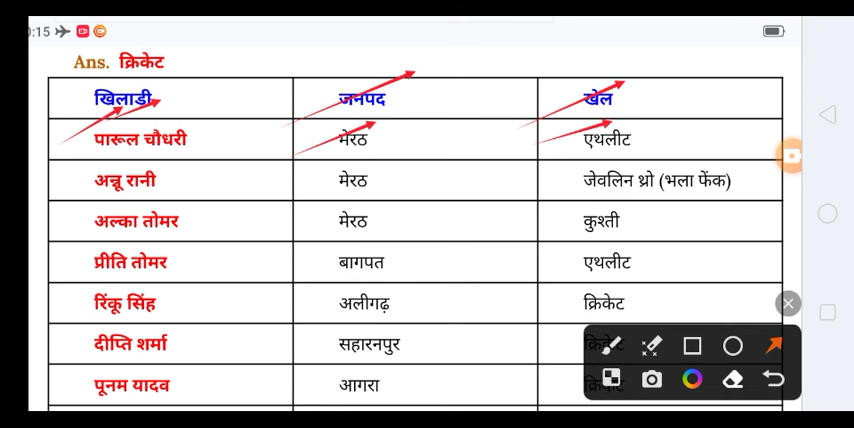 :15
Ans. क्रिकेट
खिलाडी जनपद खेल
पारूल चौधरी मेरठ एथलीट
अन्नू रानी मेरठ जेवलिन थ्रो (भला फेंक)
अल्का तोमर मेरठ कुश्ती
प्रीति तोमर बागपत एथलीट
रिंकू सिंह अलीगढ़ क्रिकेट
दीप्ति शर्मा सहारनपुर
पूनम यादव आगरा